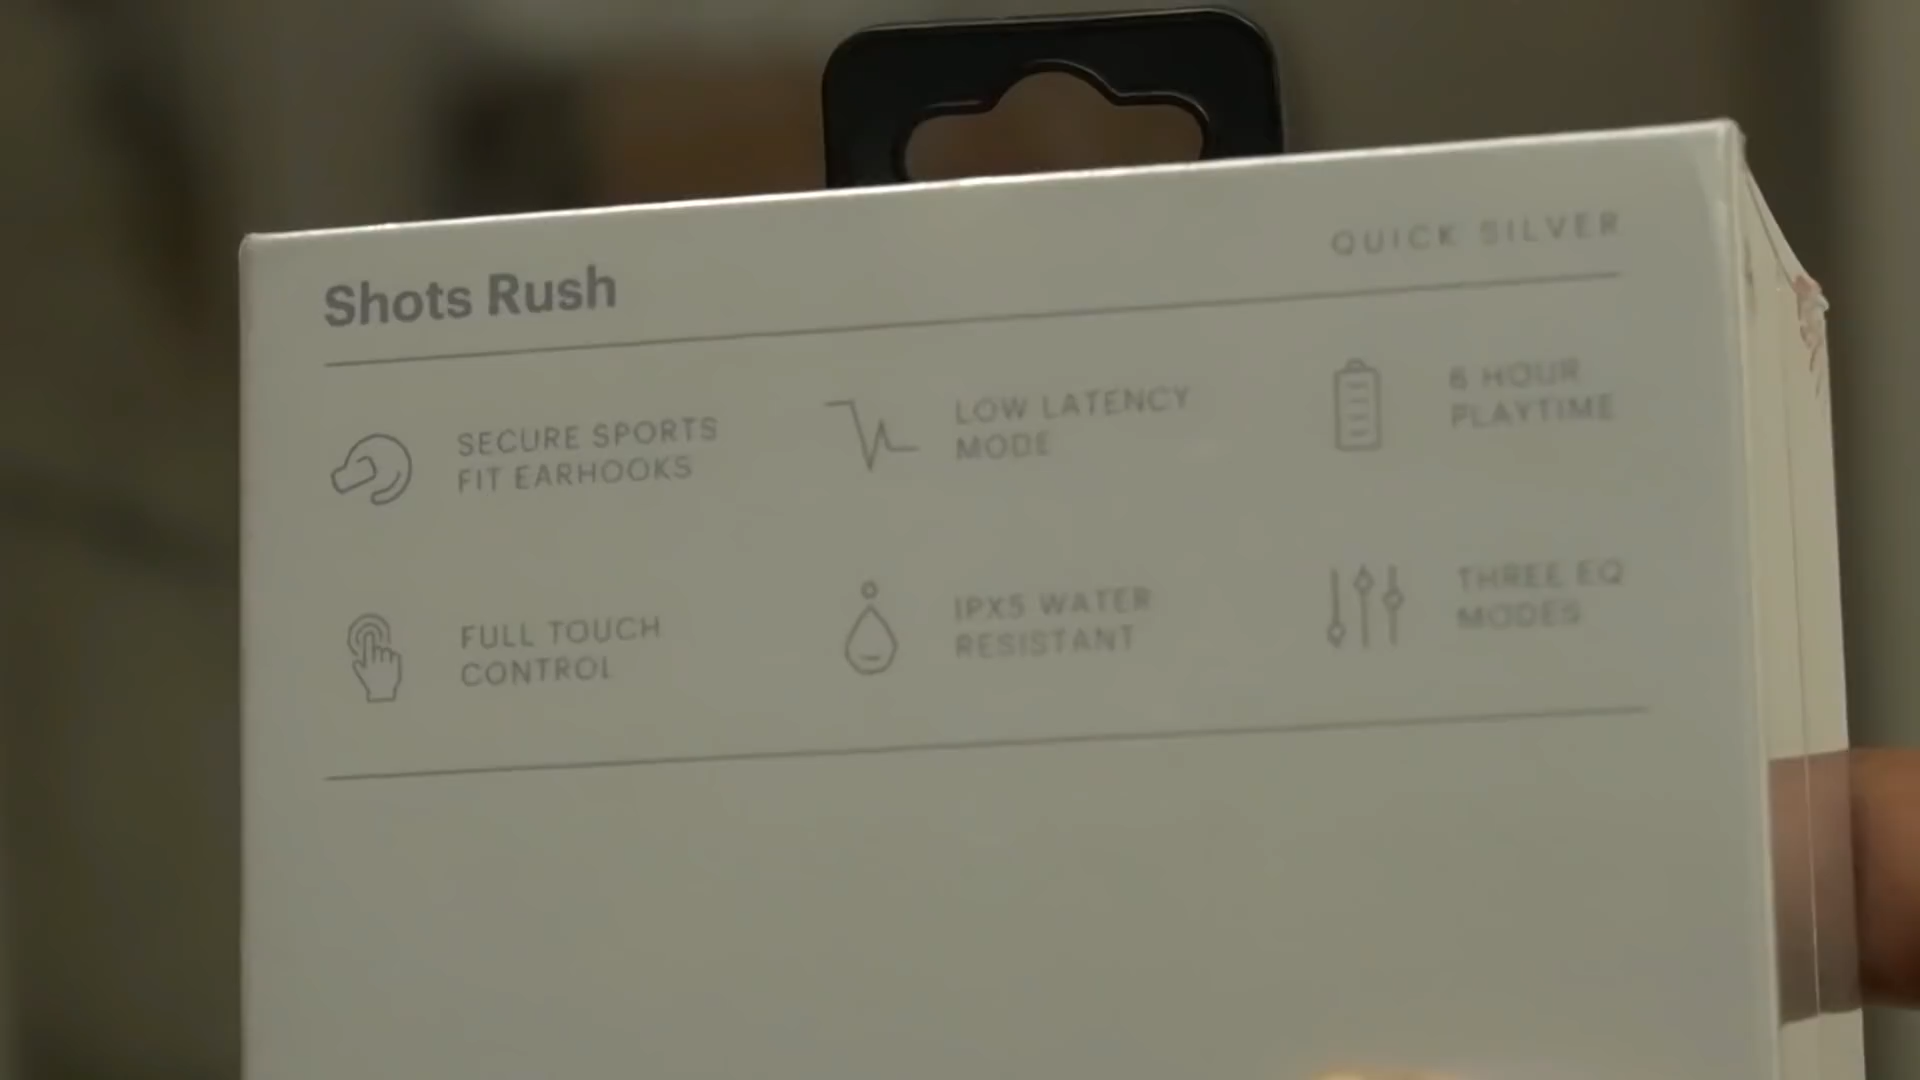 Shots Rush
QUICK SILVER
SECURE SPORTS
FIT EARHOOKS
LOW LATENCY
MODE
6 HOUR
PLAYTIME
FULL TOUCH
CONTROL
IPX5 WATER
RESISTANT
THREE EQ
MODES